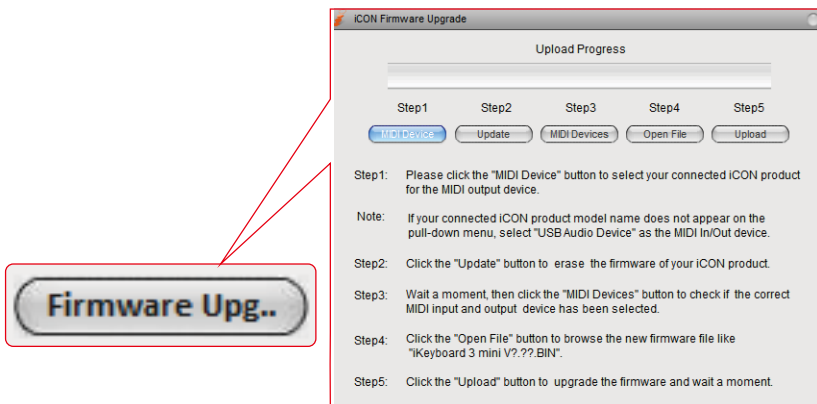 iCON Firmware Upgrade
Upload Progress
Step1 Step2 Step3 Step4 Step5
MIDI Device Update MIDI Devices Open File Upload
Step1: Please click the "MIDI Device" button to select your connected iCON product
for the MIDI output device.
Note: If your connected iCON product model name does not appear on the
pull-down menu, select "USB Audio Device" as the MIDI In/Out device.
Step2: Click the "Update" button to erase the firmware of your iCON product.
Step3: Wait a moment, then click the "MIDI Devices" button to check if the correct
MIDI input and output device has been selected.
Step4: Click the "Open File" button to browse the new firmware file like
"iKeyboard 3 mini V?.??.BIN".
Step5: Click the "Upload" button to upgrade the firmware and wait a moment.
Firmware Upg..